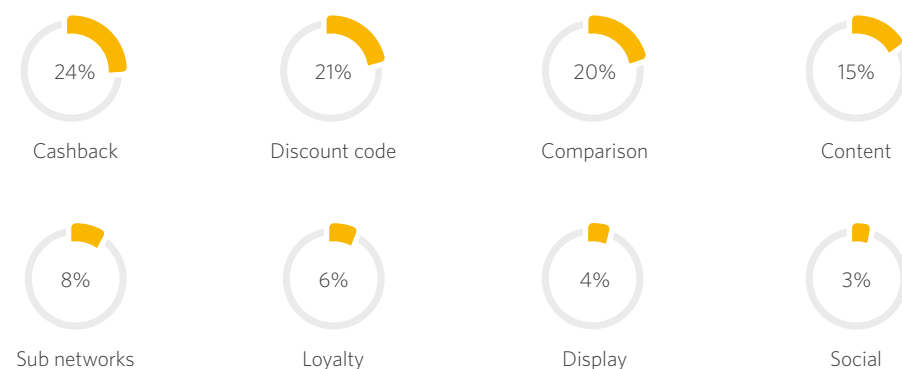 24% 21% 20% 15%
Cashback Discount code Comparison Content
8% 6% 4% 3%
Sub networks Loyalty Display Social